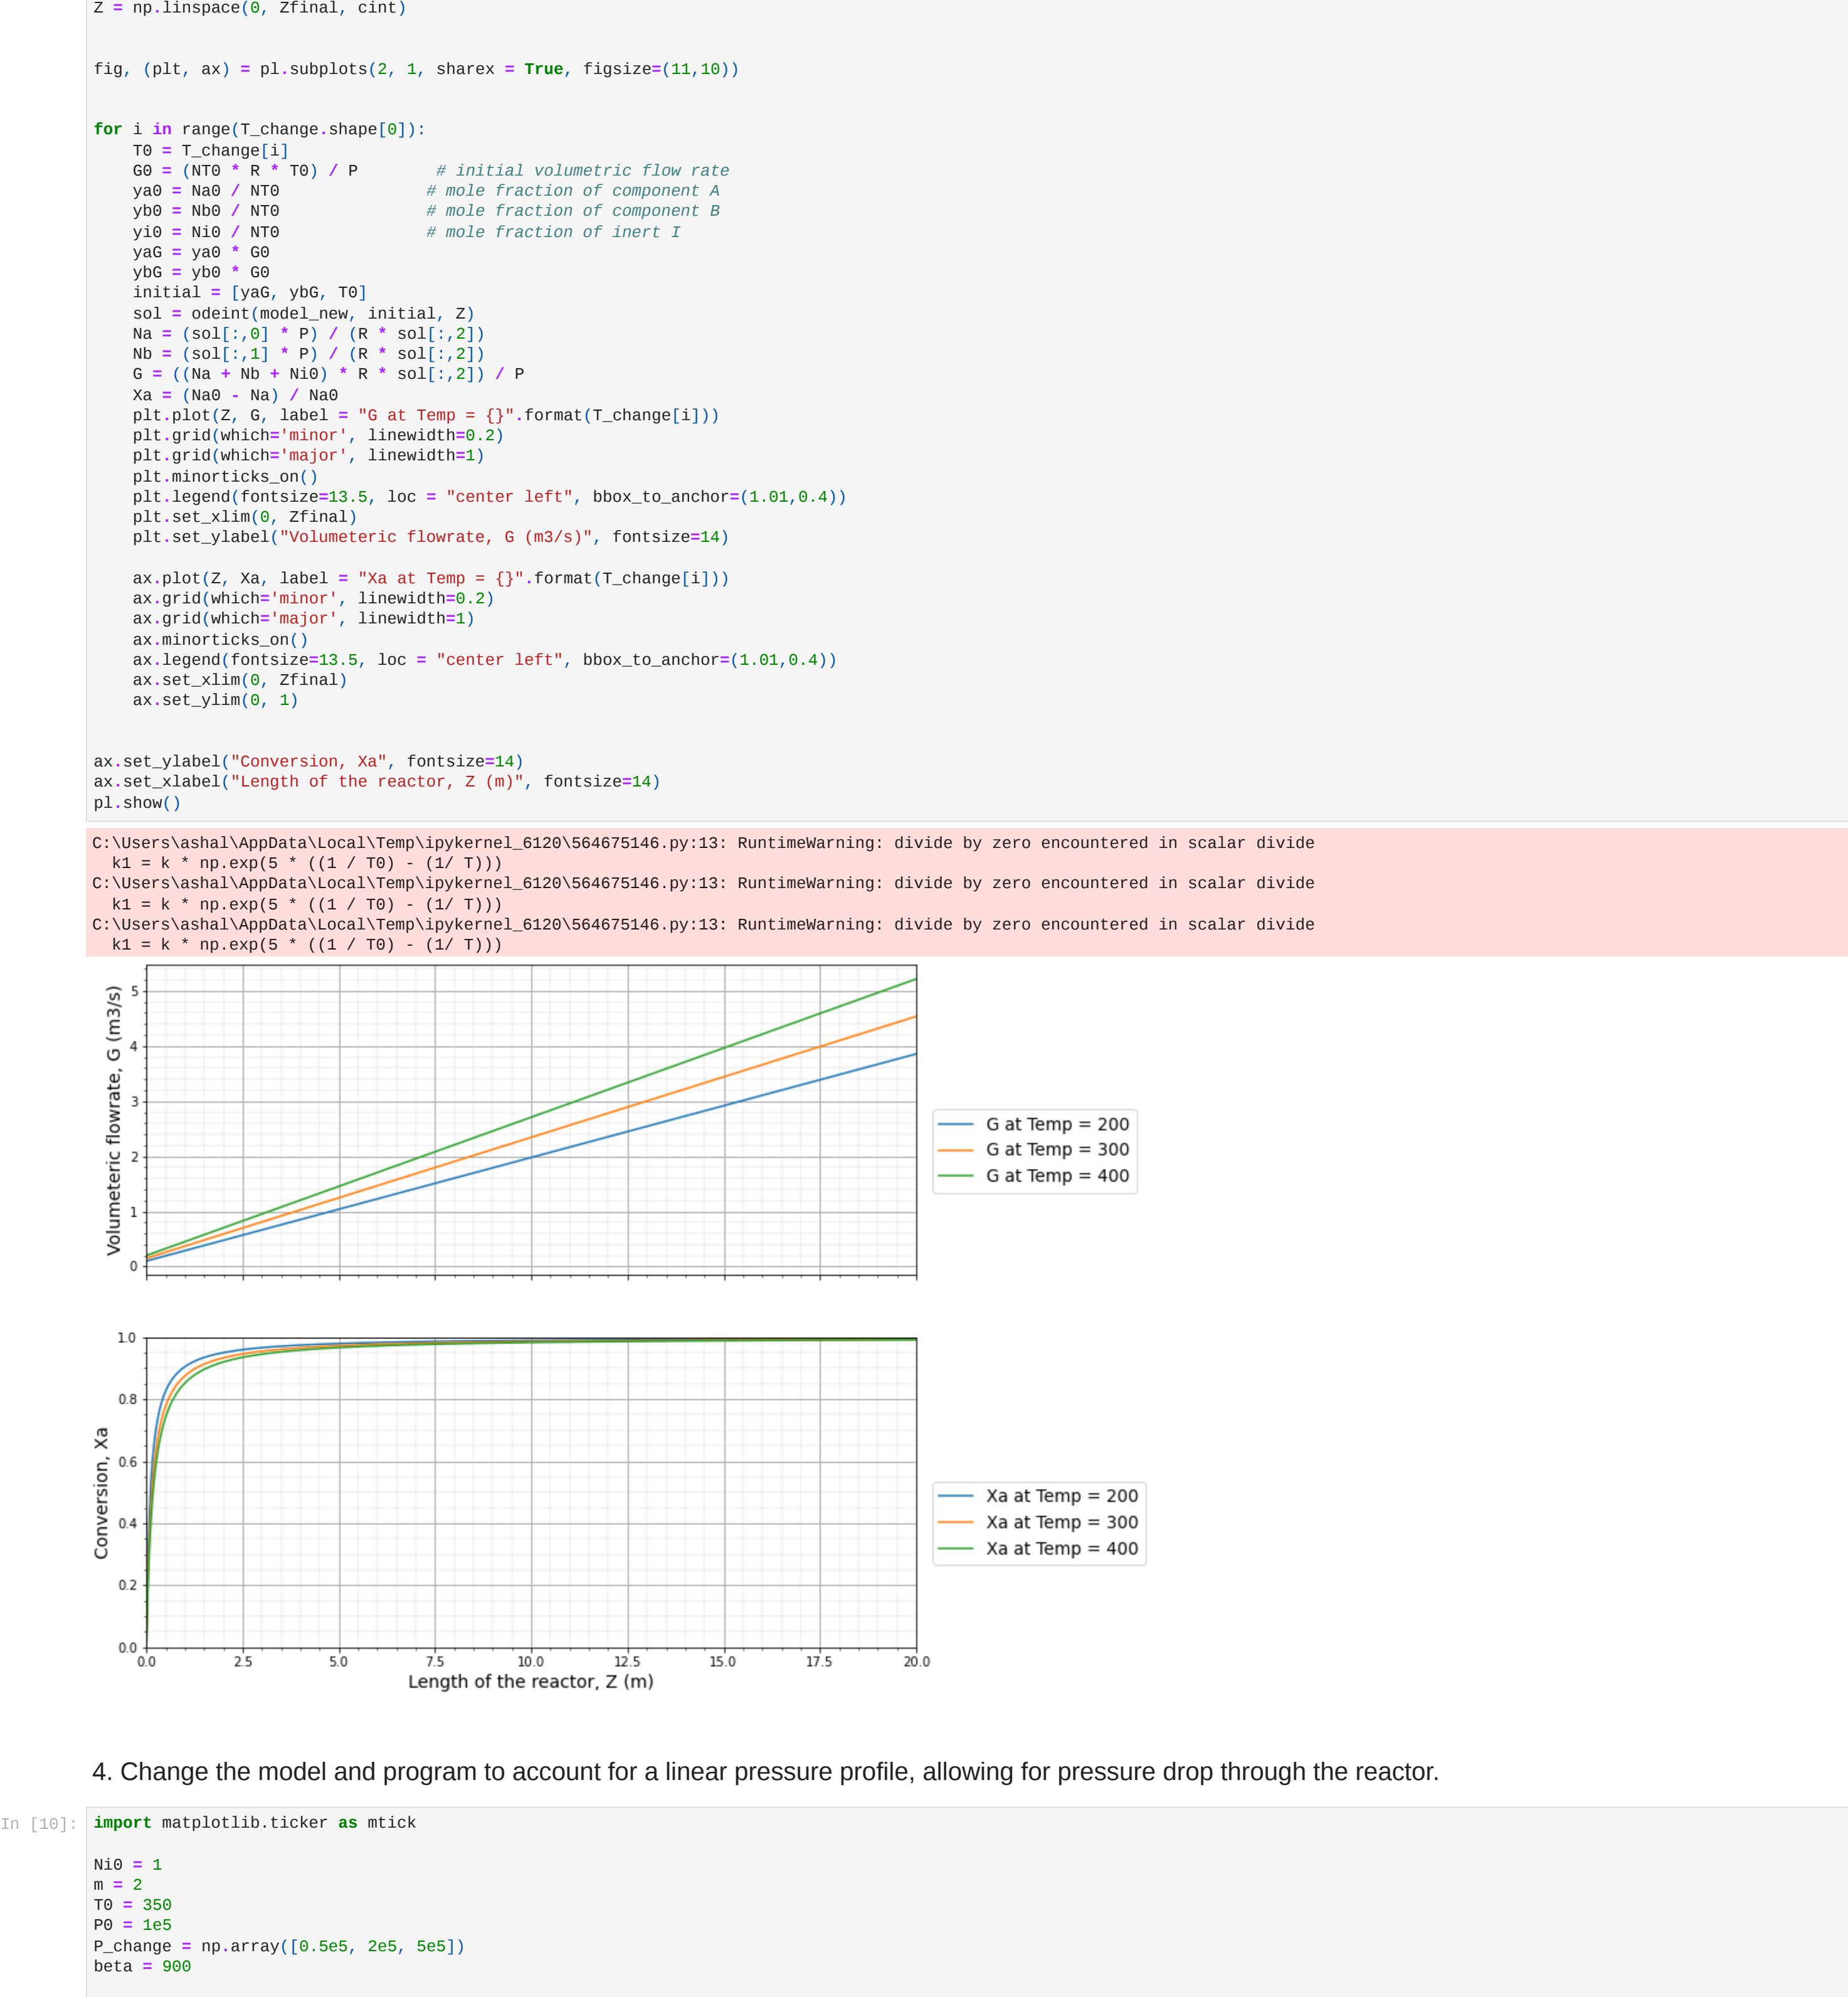 Z = np.linspace(0, Zfinal, cint)
fig, (plt, ax) = pl.subplots(2, 1, sharex = True, figsize=(11,10))
for i in range(T_change.shape[0]):
    T0 = T_change[i]
    G0 = (NT0 * R * T0) / P        # initial volumetric flow rate
    ya0 = Na0 / NT0               # mole fraction of component A
    yb0 = Nb0 / NT0               # mole fraction of component B
    yi0 = Ni0 / NT0               # mole fraction of inert I
    yaG = ya0 * G0
    ybG = yb0 * G0
    initial = [yaG, ybG, T0]
    sol = odeint(model_new, initial, Z)
    Na = (sol[:,0] * P) / (R * sol[:,2])
    Nb = (sol[:,1] * P) / (R * sol[:,2])
    G = ((Na + Nb + Ni0) * R * sol[:,2]) / P
    Xa = (Na0 - Na) / Na0
    plt.plot(Z, G, label = "G at Temp = {}".format(T_change[i]))
    plt.grid(which='minor', linewidth=0.2)
    plt.grid(which='major', linewidth=1)
    plt.minorticks_on()
    plt.legend(fontsize=13.5, loc = "center left", bbox_to_anchor=(1.01,0.4))
    plt.set_xlim(0, Zfinal)
    plt.set_ylabel("Volumeteric flowrate, G (m3/s)", fontsize=14)
    ax.plot(Z, Xa, label = "Xa at Temp = {}".format(T_change[i]))
    ax.grid(which='minor', linewidth=0.2)
    ax.grid(which='major', linewidth=1)
    ax.minorticks_on()
    ax.legend(fontsize=13.5, loc = "center left", bbox_to_anchor=(1.01,0.4))
    ax.set_xlim(0, Zfinal)
    ax.set_ylim(0, 1)
ax.set_ylabel("Conversion, Xa", fontsize=14)
ax.set_xlabel("Length of the reactor, Z (m)", fontsize=14)
pl.show()
C:\Users\ashal\AppData\Local\Temp\ipykernel_6120\564675146.py:13: RuntimeWarning: divide by zero encountered in scalar divide
  k1 = k * np.exp(5 * ((1 / T0) - (1/ T)))
C:\Users\ashal\AppData\Local\Temp\ipykernel_6120\564675146.py:13: RuntimeWarning: divide by zero encountered in scalar divide
  k1 = k * np.exp(5 * ((1 / T0) - (1/ T)))
C:\Users\ashal\AppData\Local\Temp\ipykernel_6120\564675146.py:13: RuntimeWarning: divide by zero encountered in scalar divide
  k1 = k * np.exp(5 * ((1 / T0) - (1/ T)))
Volumeteric flowrate, G (m3/s)
5
4
3
2
1
0
G at Temp = 200
G at Temp = 300
G at Temp = 400
Conversion, Xa
1.0
0.8
0.6
0.4
0.2
0.0
Xa at Temp = 200
Xa at Temp = 300
Xa at Temp = 400
0.0 2.5 5.0 7.5 10.0 12.5 15.0 17.5 20.0
Length of the reactor, Z (m)
4. Change the model and program to account for a linear pressure profile, allowing for pressure drop through the reactor.
In [10]:
import matplotlib.ticker as mtick
Ni0 = 1
m = 2
T0 = 350
P0 = 1e5
P_change = np.array([0.5e5, 2e5, 5e5])
beta = 900